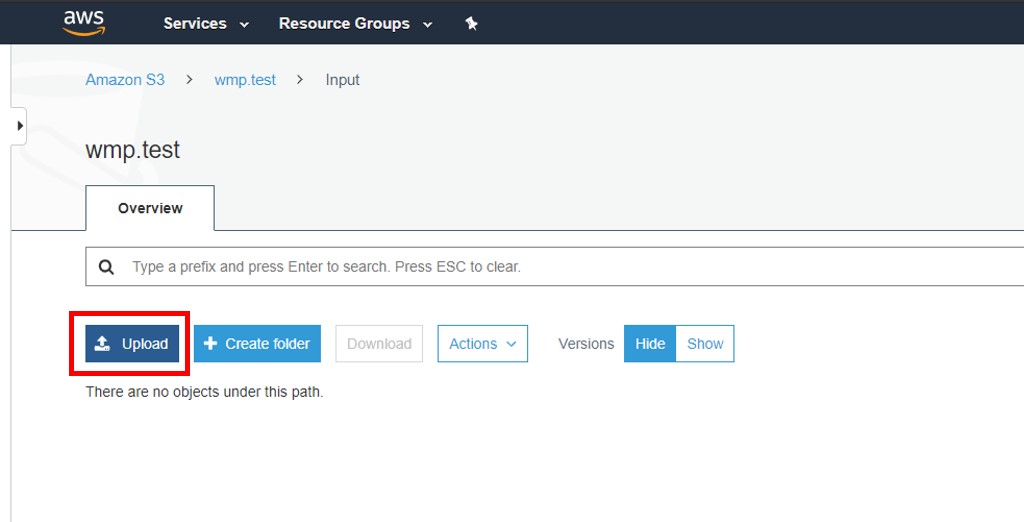 aws Services Resource Groups
Amazon S3 > wmp.test > Input
wmp.test
Overview
Type a prefix and press Enter to search. Press ESC to clear.
Upload Create folder Download Actions Versions Hide Show
There are no objects under this path.